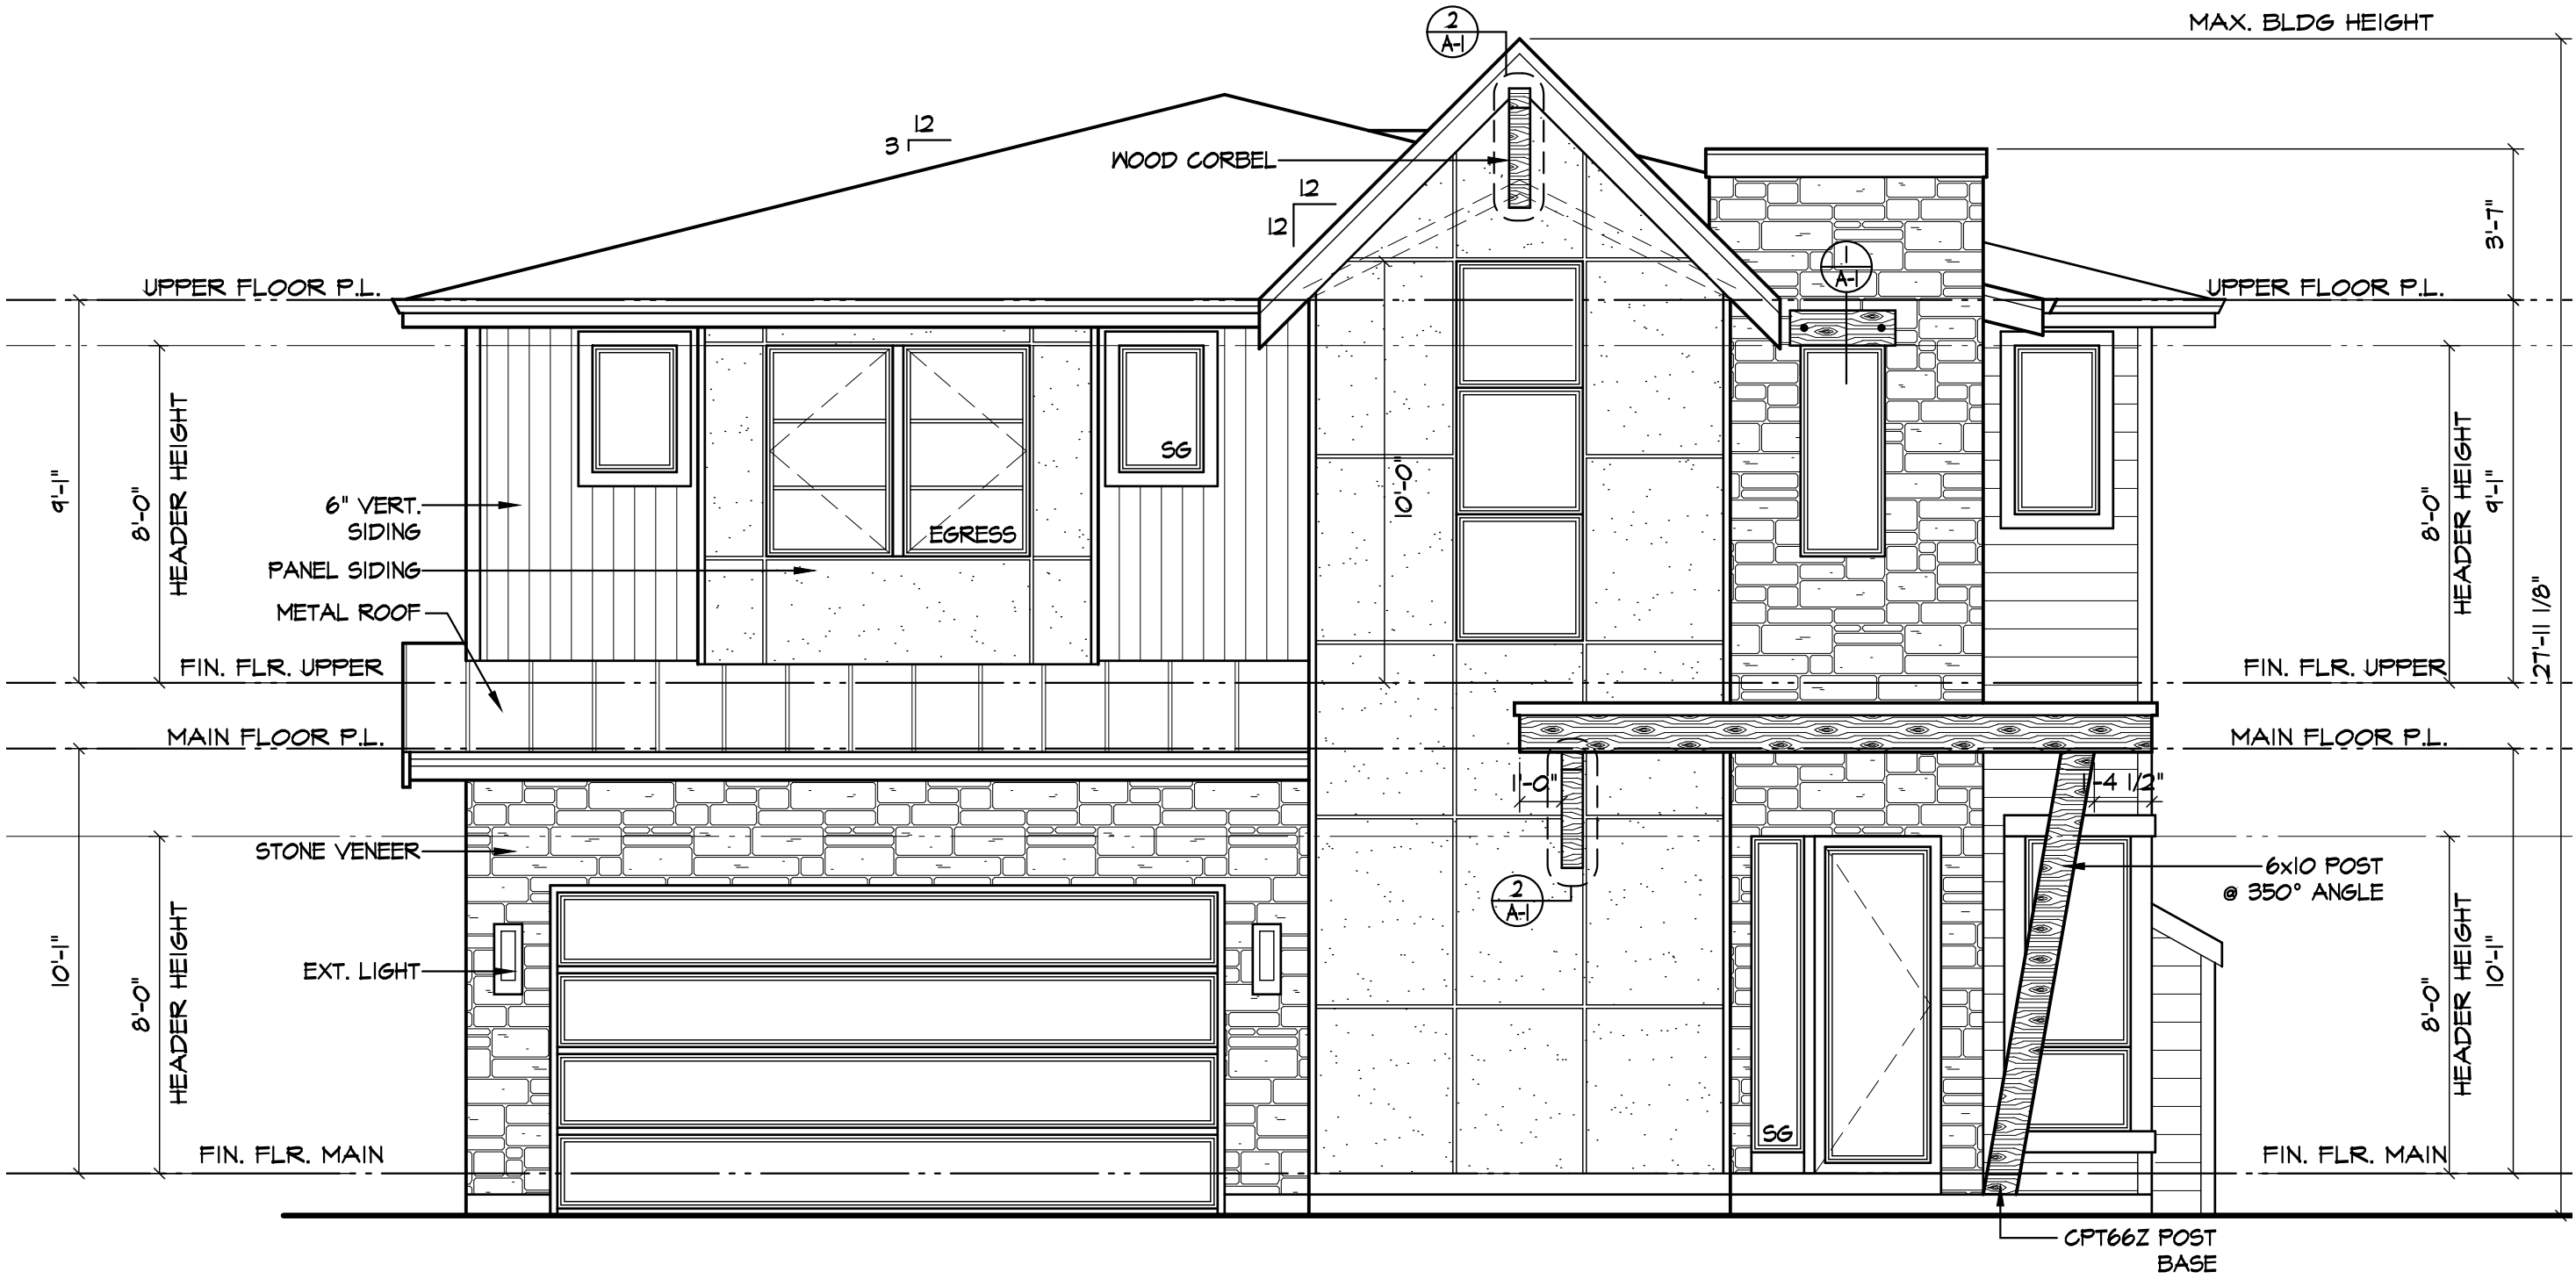 MAX. BLDG HEIGHT
2
A-1
12
3
WOOD CORBEL
12
12
3'-7"
1
A-1
UPPER FLOOR P.L.
UPPER FLOOR P.L.
9'-1"
8'-0"
HEADER HEIGHT
6" VERT.
SIDING
PANEL SIDING
METAL ROOF
SG
EGRESS
10'-0"
8'-0"
HEADER HEIGHT
9'-1"
27'-11 1/8"
FIN. FLR. UPPER
FIN. FLR. UPPER
MAIN FLOOR P.L.
MAIN FLOOR P.L.
1'-0"
1'-4 1/2"
STONE VENEER
6x10 POST
@ 350° ANGLE
2
A-1
EXT. LIGHT
10'-1"
8'-0"
HEADER HEIGHT
8'-0"
HEADER HEIGHT
10'-1"
SG
FIN. FLR. MAIN
FIN. FLR. MAIN
CPT66Z POST
BASE